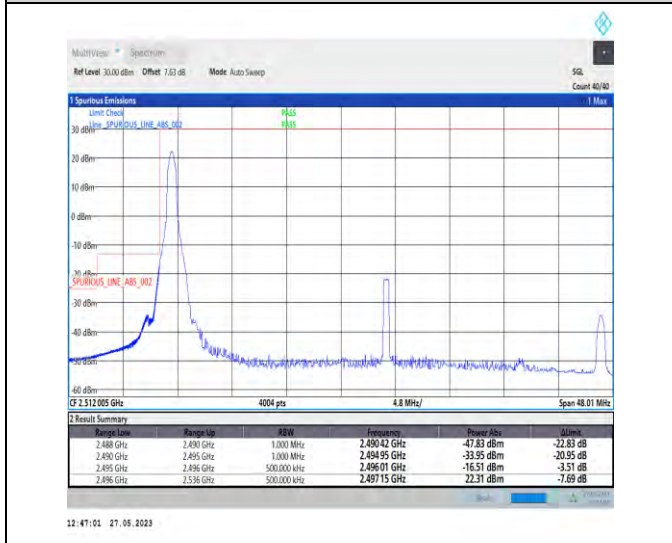 MultiView Spectrum
Ref Level 30.00 dBm Offset 7.63 dB Mode Auto Sweep SGL
Count 40/40
1 Spurious Emissions 1 Max
Limit Check PASS
Line _SPURIOUS_LINE_ABS_002 PASS
30 dBm
20 dBm
10 dBm
0 dBm
-10 dBm
-20 dBm
_SPURIOUS_LINE_ABS_002
-30 dBm
-40 dBm
-50 dBm
-60 dBm
CF 2.512 005 GHz 4004 pts 4.8 MHz/ Span 48.01 MHz
2 Result Summary
Range Low Range Up RBW Frequency Power Abs ΔLimit
2.488 GHz 2.490 GHz 1.000 MHz 2.490 42 GHz -47.83 dBm -22.83 dB
2.490 GHz 2.495 GHz 1.000 MHz 2.494 95 GHz -33.95 dBm -20.95 dB
2.495 GHz 2.496 GHz 500.000 kHz 2.496 01 GHz -16.51 dBm -3.51 dB
2.496 GHz 2.536 GHz 500.000 kHz 2.497 15 GHz 22.31 dBm -7.69 dB
12:47:01 27.05.2023